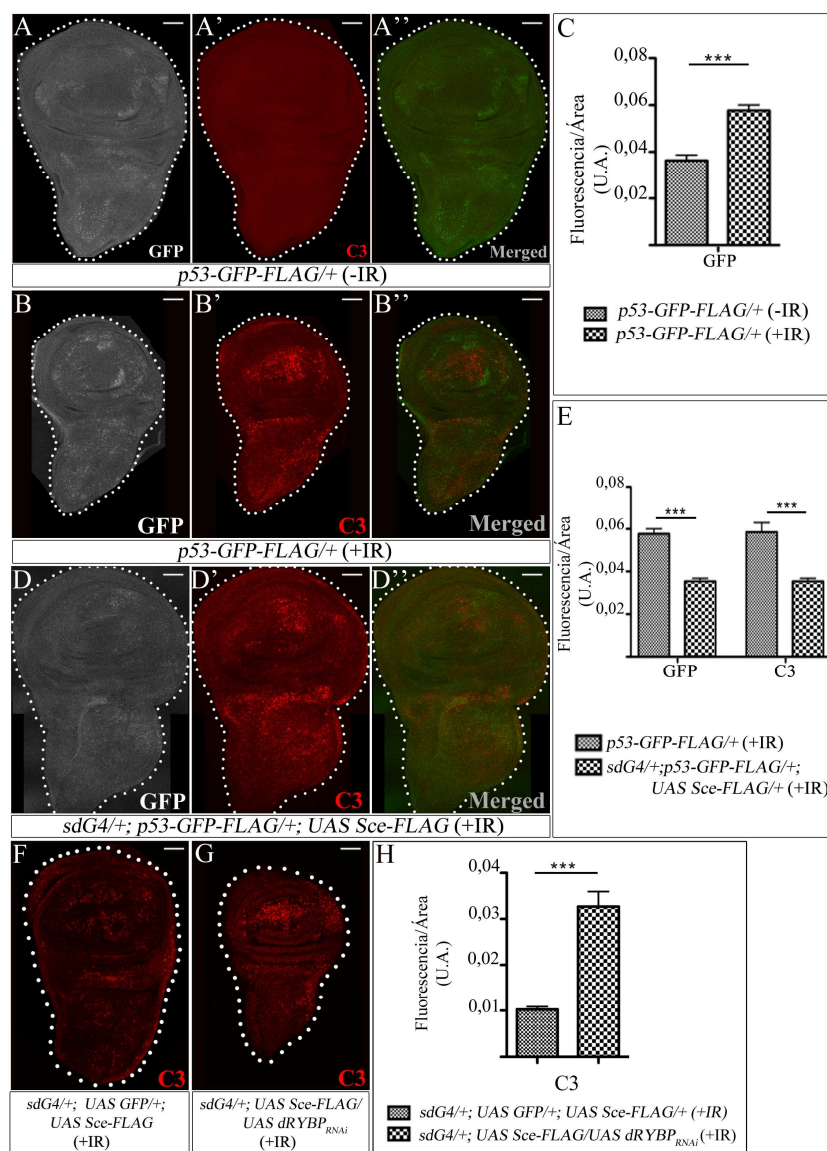 A
A'
A''
GFP
C3
Merged
p53-GFP-FLAG/+ (-IR)
C
0,08
0,06
0,04
0,02
Fluorescencia/Área
(U.A.)
***
GFP
p53-GFP-FLAG/+ (-IR)
p53-GFP-FLAG/+ (+IR)
B
B'
B''
GFP
C3
Merged
p53-GFP-FLAG/+ (+IR)
D
D'
D''
GFP
C3
Merged
sdG4/+; p53-GFP-FLAG/+; UAS Sce-FLAG (+IR)
E
0,08
0,06
0,04
0,02
Fluorescencia/Área
(U.A.)
***
***
GFP
C3
p53-GFP-FLAG/+ (+IR)
sdG4/+;p53-GFP-FLAG/+;
UAS Sce-FLAG/+ (+IR)
F
C3
sdG4/+; UAS GFP/+;
UAS Sce-FLAG
(+IR)
G
C3
sdG4/+; UAS Sce-FLAG/
UAS dRYBP RNAi
(+IR)
H
0,04
0,03
0,02
0,01
Fluorescencia/Área
(U.A.)
***
C3
sdG4/+; UAS GFP/+; UAS Sce-FLAG/+ (+IR)
sdG4/+; UAS Sce-FLAG/UAS dRYBP RNAi (+IR)